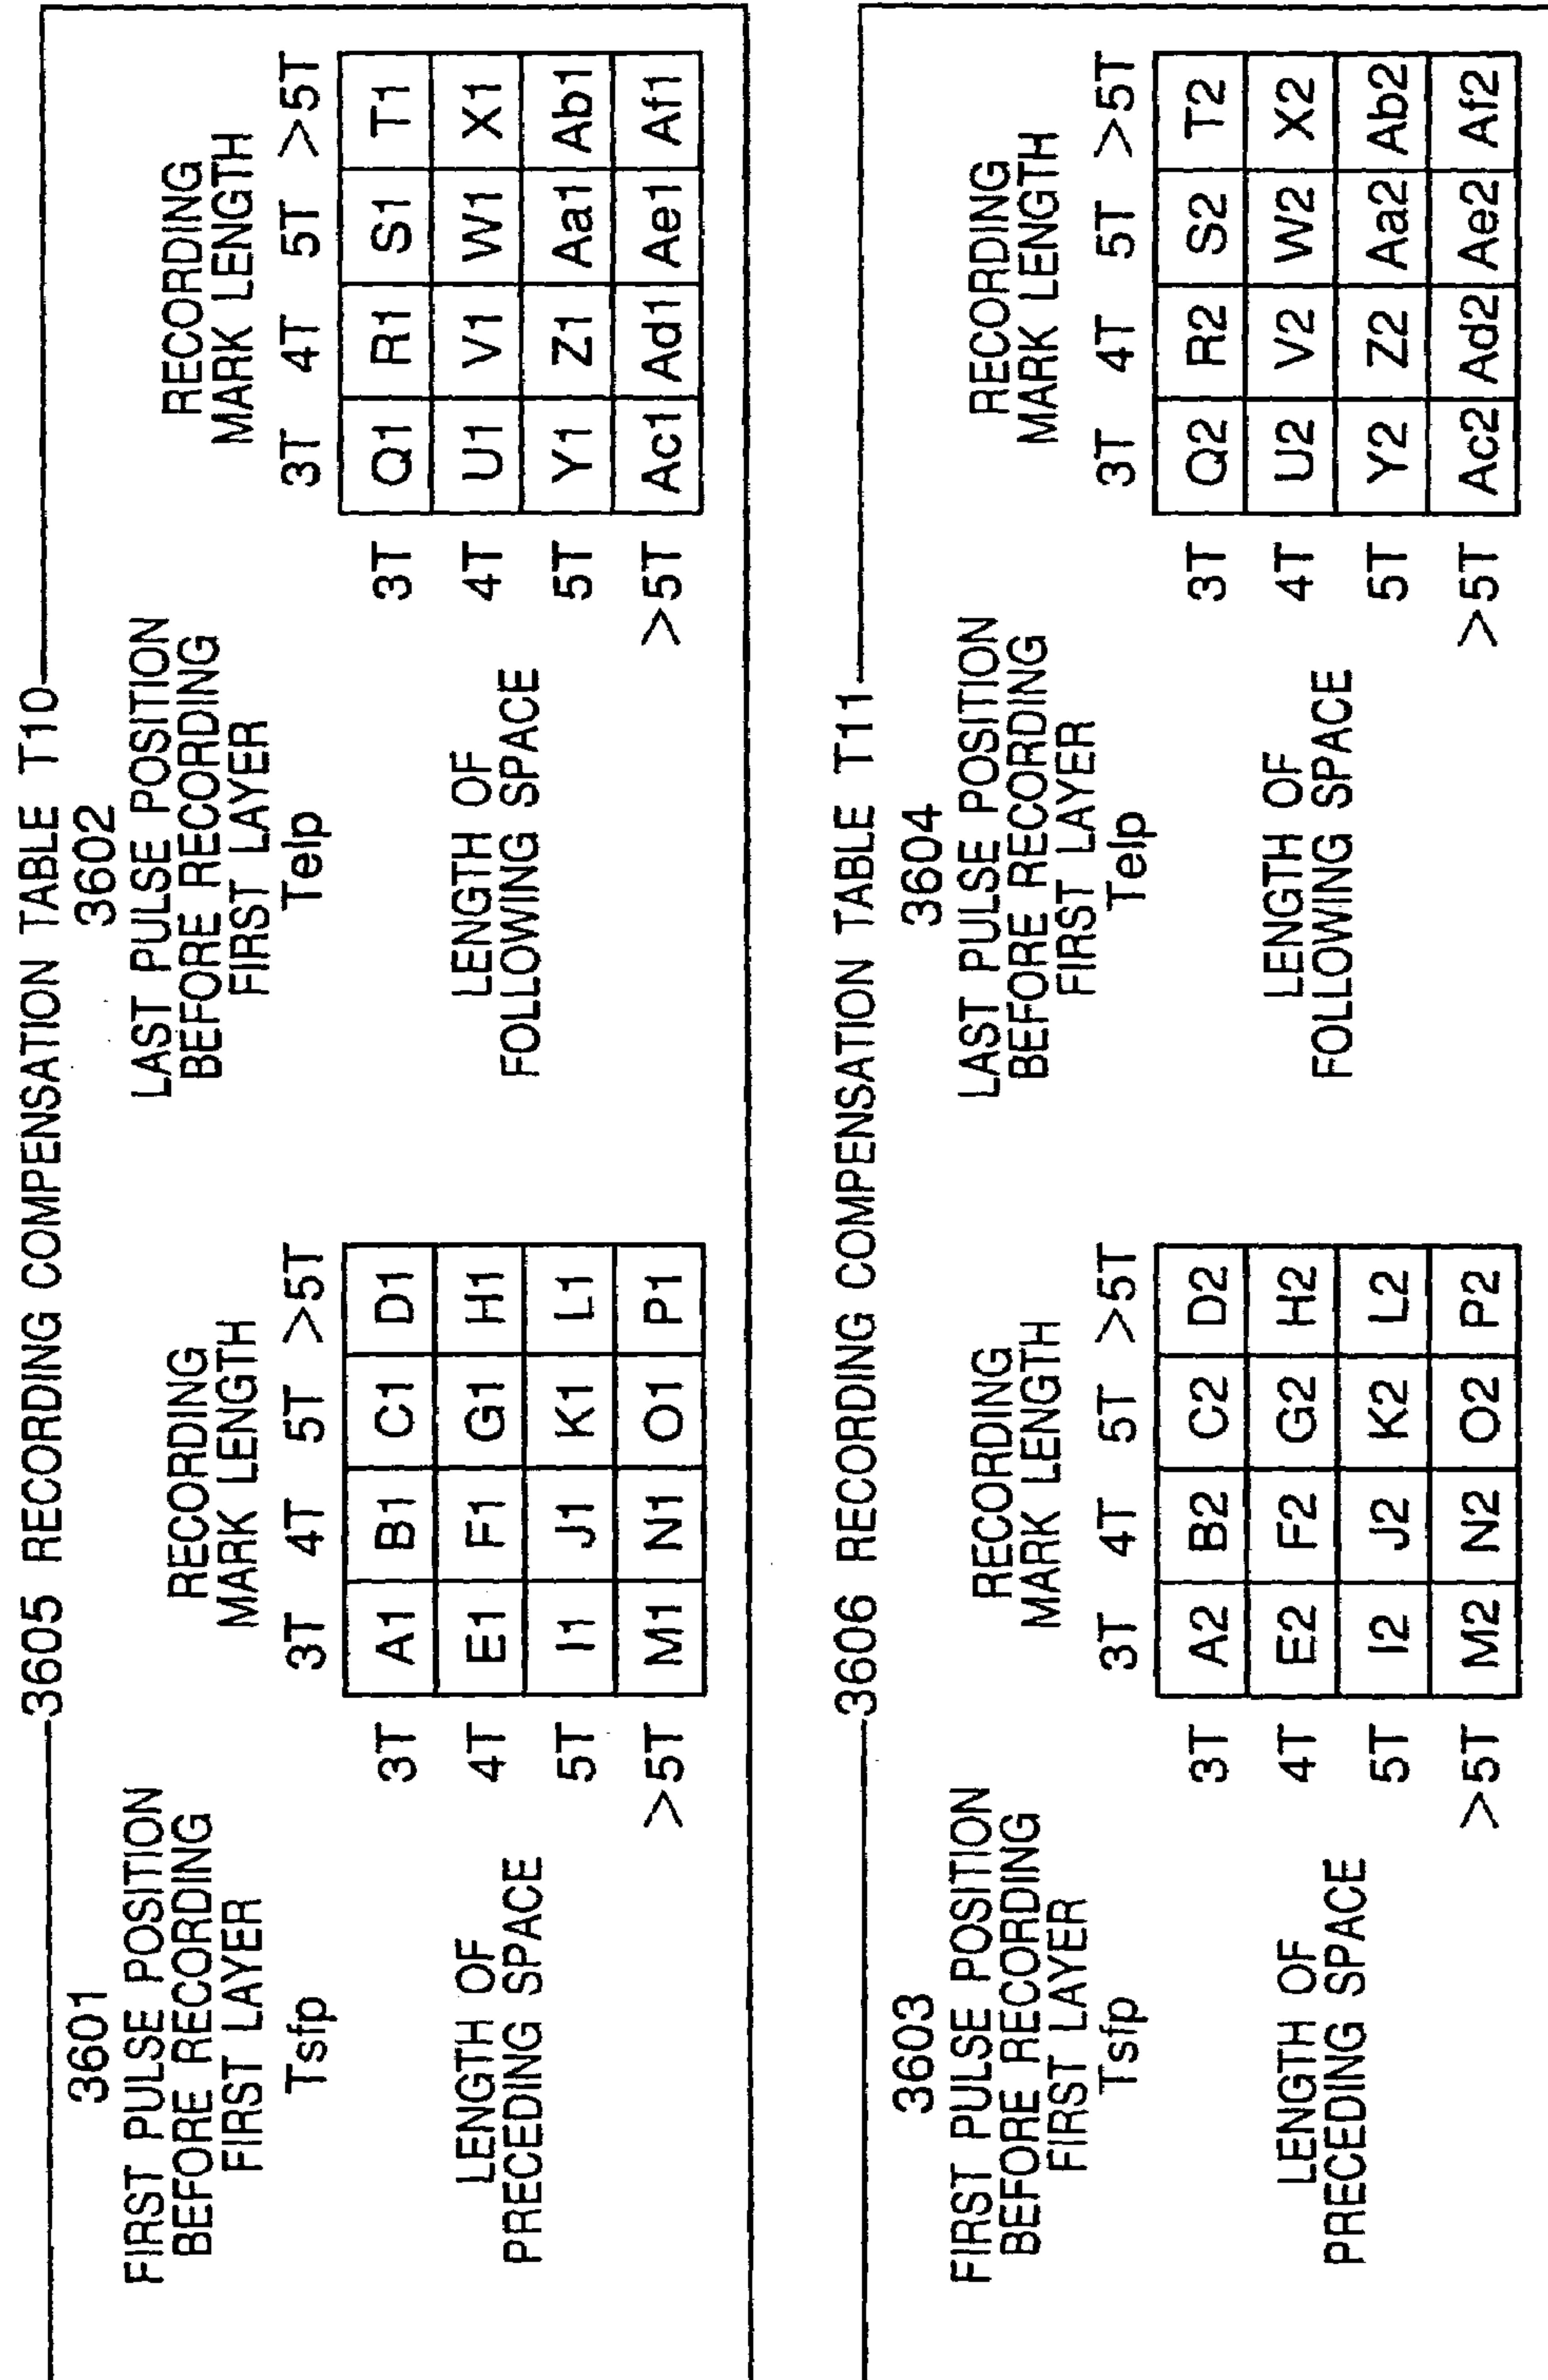 3605 RECORDING COMPENSATION TABLE T10
3601
FIRST PULSE POSITION
BEFORE RECORDING
FIRST LAYER
Tsfp
LENGTH OF
PRECEDING SPACE
RECORDING
MARK LENGTH
3T 4T 5T >5T
3T A1 B1 C1 D1
4T E1 F1 G1 H1
5T I1 J1 K1 L1
>5T M1 N1 O1 P1
3602
LAST PULSE POSITION
BEFORE RECORDING
FIRST LAYER
Telp
LENGTH OF
FOLLOWING SPACE
RECORDING
MARK LENGTH
3T 4T 5T >5T
3T Q1 R1 S1 T1
4T U1 V1 W1 X1
5T Y1 Z1 Aa1 Ab1
>5T Ac1 Ad1 Ae1 Af1
3606 RECORDING COMPENSATION TABLE T11
3603
FIRST PULSE POSITION
BEFORE RECORDING
FIRST LAYER
Tsfp
LENGTH OF
PRECEDING SPACE
RECORDING
MARK LENGTH
3T 4T 5T >5T
3T A2 B2 C2 D2
4T E2 F2 G2 H2
5T I2 J2 K2 L2
>5T M2 N2 O2 P2
3604
LAST PULSE POSITION
BEFORE RECORDING
FIRST LAYER
Telp
LENGTH OF
FOLLOWING SPACE
RECORDING
MARK LENGTH
3T 4T 5T >5T
3T Q2 R2 S2 T2
4T U2 V2 W2 X2
5T Y2 Z2 Aa2 Ab2
>5T Ac2 Ad2 Ae2 Af2